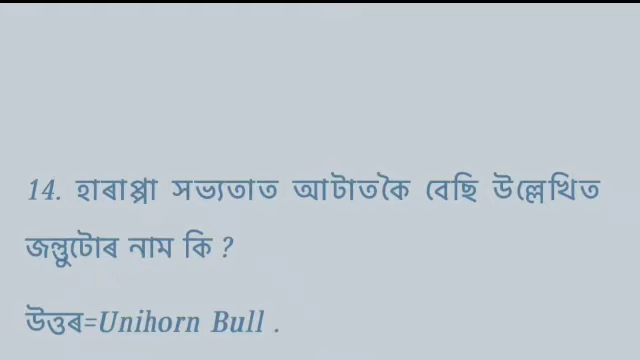 14. হাৰাপ্পা সভ্যতাত আটাতকৈ বেছি উল্লেখিত
জন্তুটোৰ নাম কি ?
উত্তৰ=Unihorn Bull .